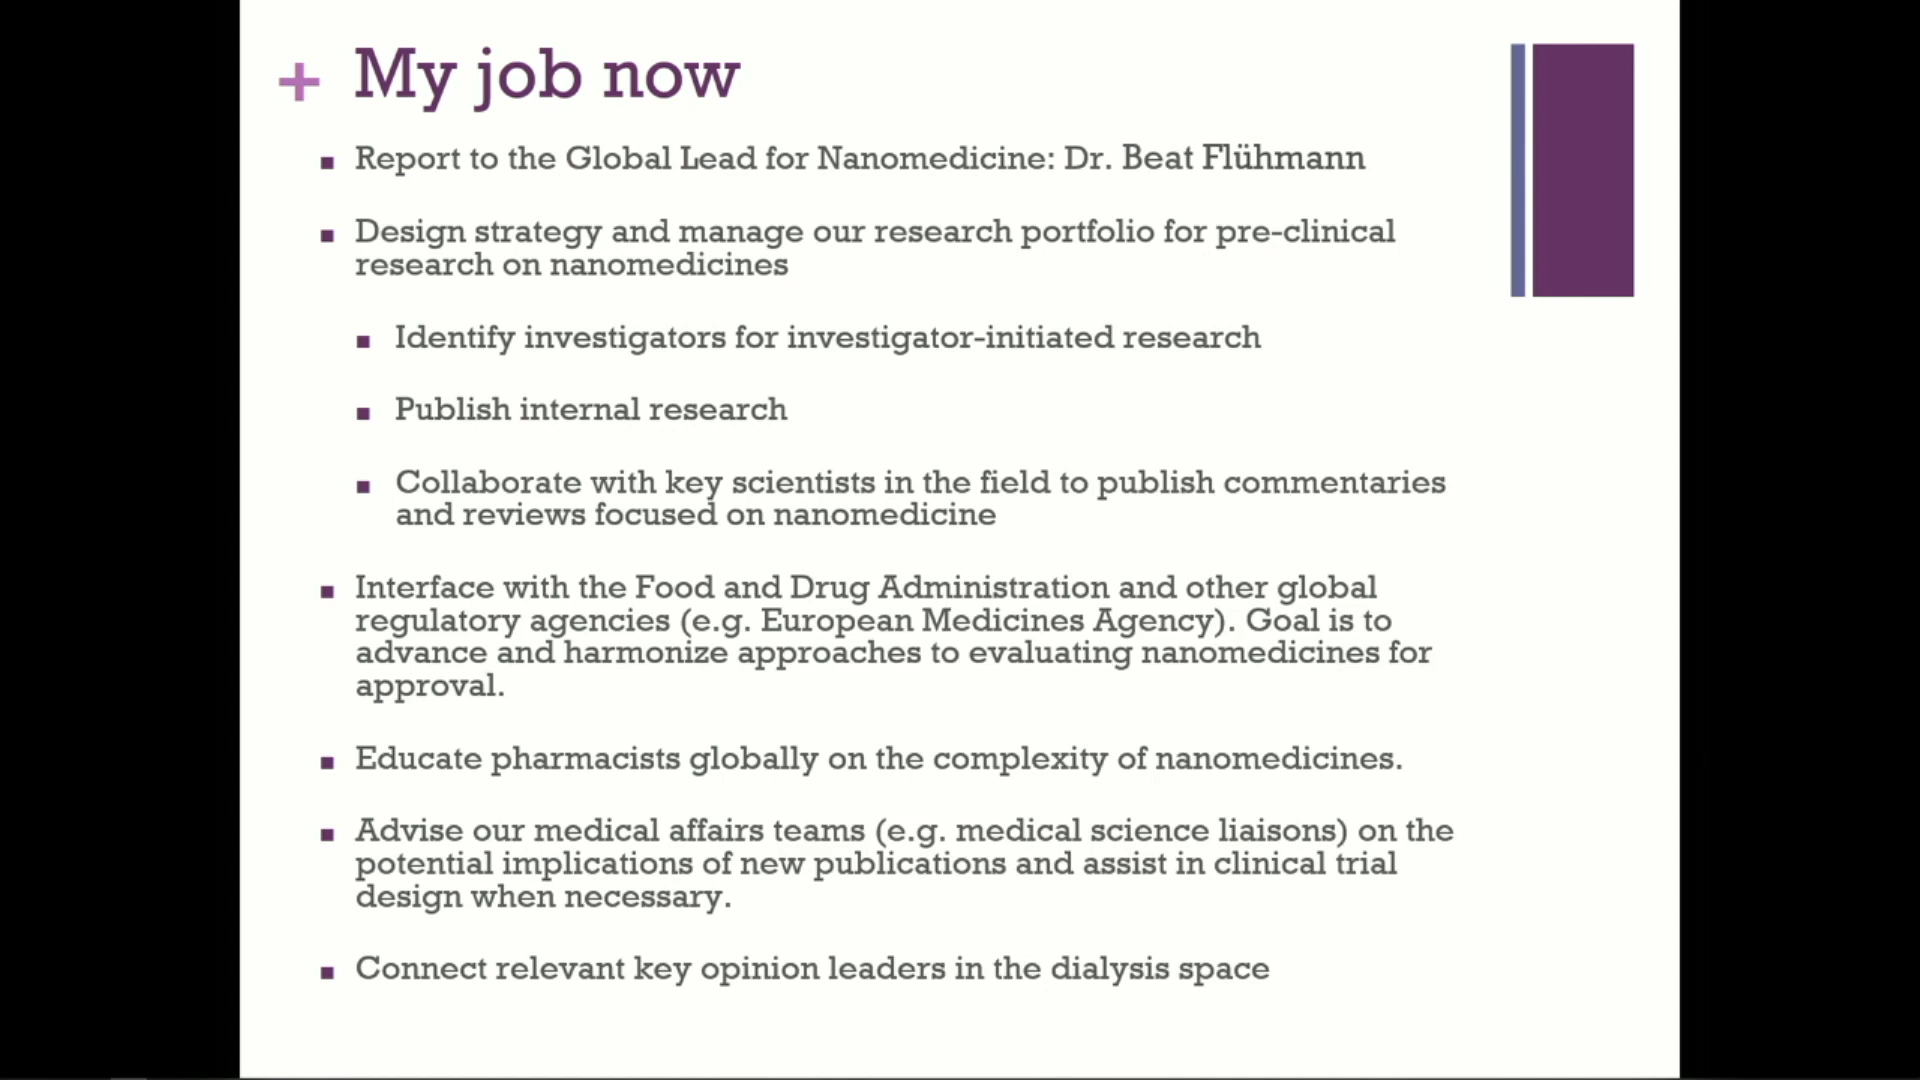 + My job now
▪ Report to the Global Lead for Nanomedicine: Dr. Beat Flühmann
▪ Design strategy and manage our research portfolio for pre-clinical
research on nanomedicines
▪ Identify investigators for investigator-initiated research
▪ Publish internal research
▪ Collaborate with key scientists in the field to publish commentaries
and reviews focused on nanomedicine
▪ Interface with the Food and Drug Administration and other global
regulatory agencies (e.g. European Medicines Agency). Goal is to
advance and harmonize approaches to evaluating nanomedicines for
approval.
▪ Educate pharmacists globally on the complexity of nanomedicines.
▪ Advise our medical affairs teams (e.g. medical science liaisons) on the
potential implications of new publications and assist in clinical trial
design when necessary.
▪ Connect relevant key opinion leaders in the dialysis space